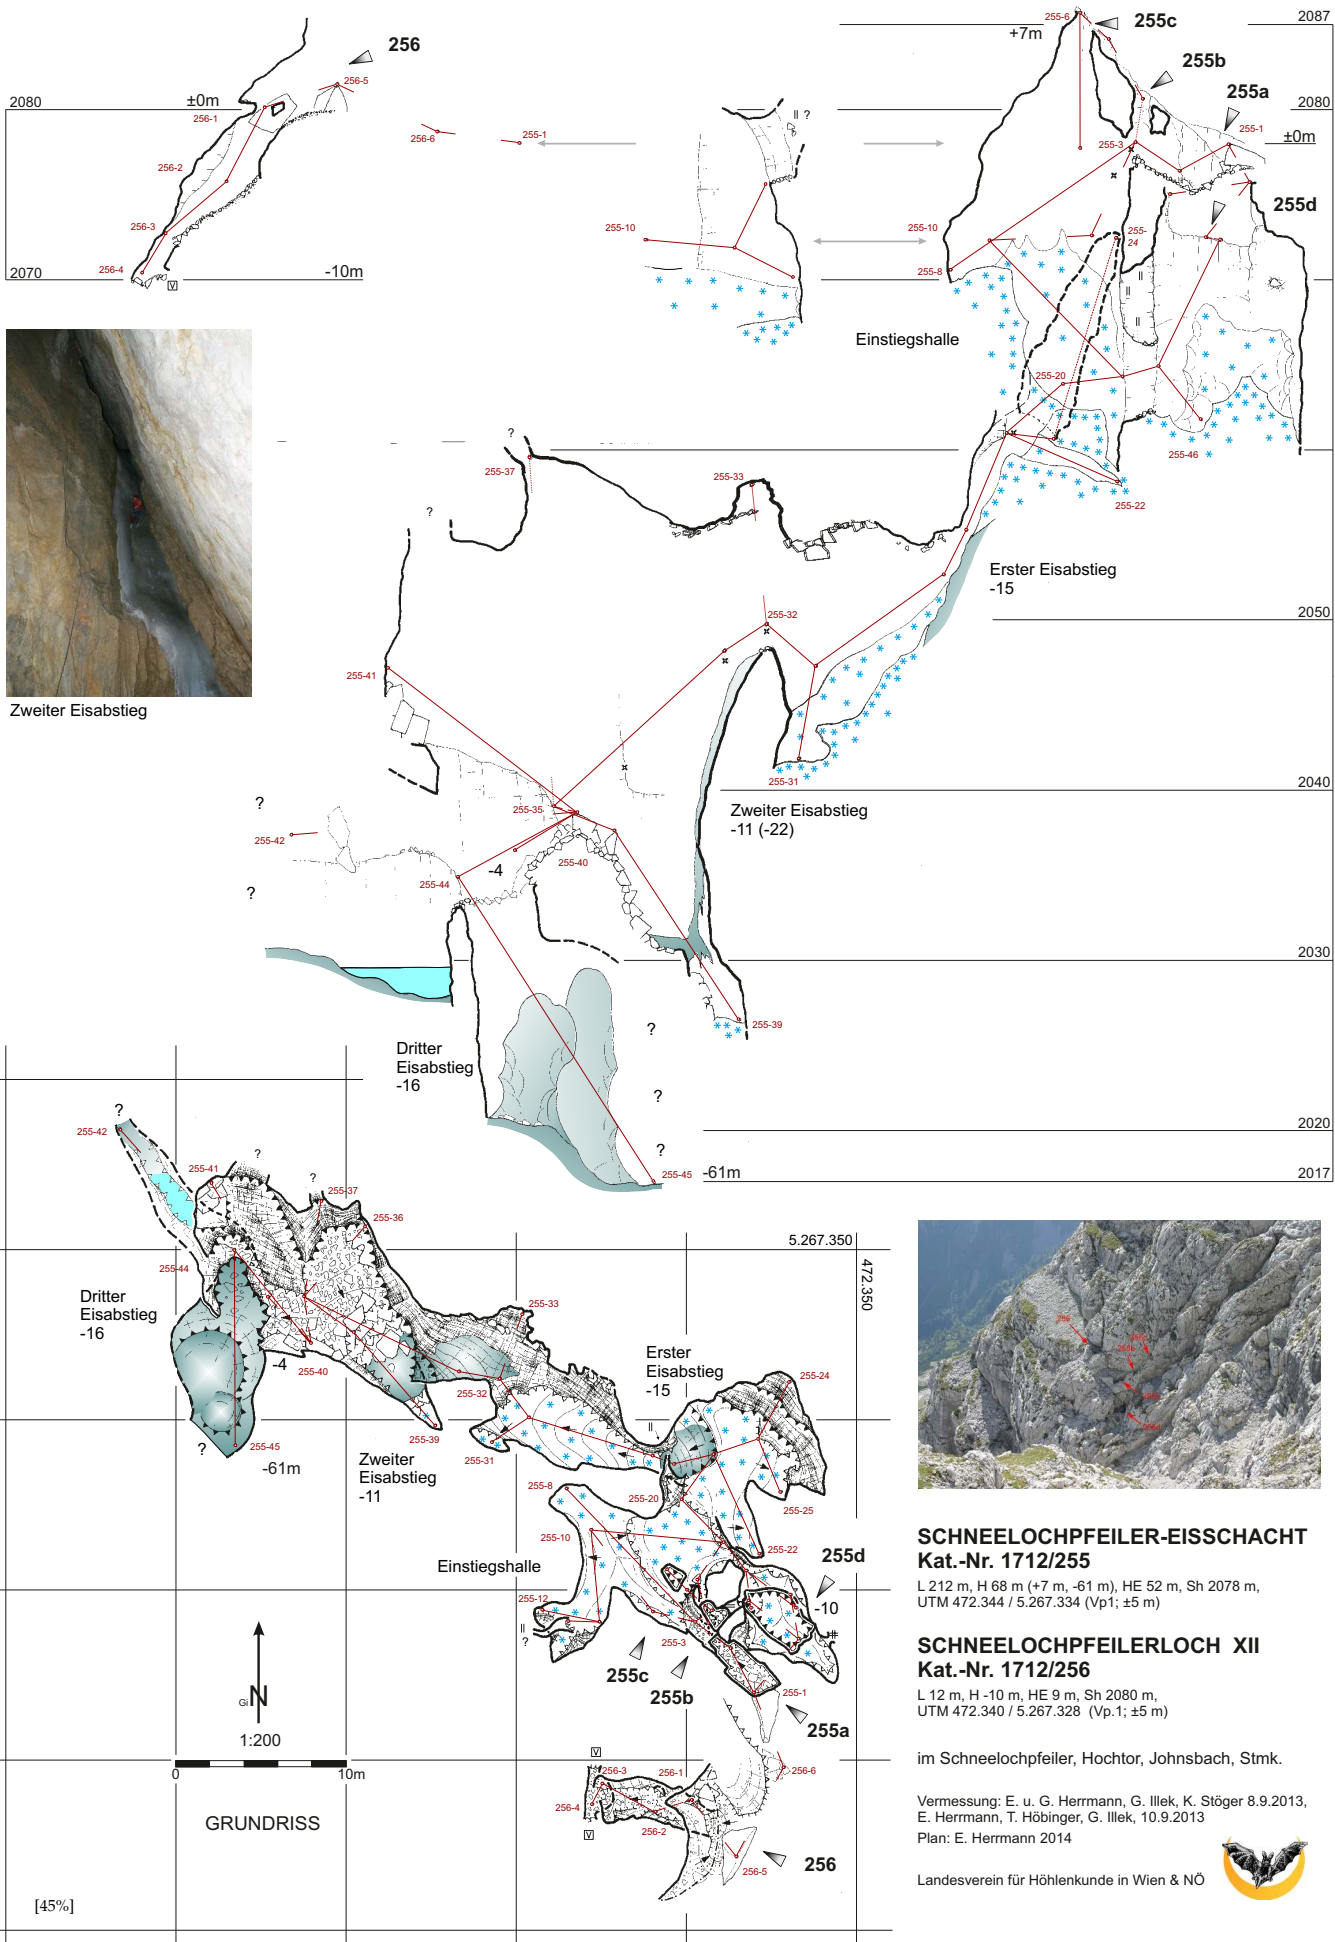 255-6
255c
2087
+7m
256
255b
256-5
255a
2080
±0m
2080
256-1
II ?
255-1
256-6
255-1
255-3
±0m
256-2
255d
256-3
255-10
255-10
255-24
256-4
255-8
2070
-10m
V
II
II
II
Einstiegshalle
255-20
?
255-37
255-33
255-46
255-22
?
Erster Eisabstieg
-15
2050
255-32
255-41
Zweiter Eisabstieg
255-31
2040
?
255-35
Zweiter Eisabstieg
-11 (-22)
255-42
255-40
-4
255-44
?
2030
255-39
?
Dritter
Eisabstieg
-16
?
2020
?
255-45
-61m
2017
?
255-42
?
255-41
?
255-37
255-36
5.267.350
472.350
255-44
Dritter
Eisabstieg
-16
255-33
Erster
Eisabstieg
-15
-4
255-40
255-24
255-32
II
?
255-45
-61m
255-39
255-31
Zweiter
Eisabstieg
-11
255-8
255-20
255-25
255-10
255-22
Einstiegshalle
255d
-10
255-12
II
?
255-3
255c
255b
255-1
255a
Gi N
1:200
0
10m
GRUNDRISS
V
256-3
256-1
256-6
256-4
256-2
V
256-5
256
[45%]
256
255b
SCHNEELOCHPFEILER-EISSCHACHT
Kat.-Nr. 1712/255
L 212 m, H 68 m (+7 m, -61 m), HE 52 m, Sh 2078 m,
UTM 472.344 / 5.267.334 (Vp1; ±5 m)
SCHNEELOCHPFEILERLOCH XII
Kat.-Nr. 1712/256
L 12 m, H -10 m, HE 9 m, Sh 2080 m,
UTM 472.340 / 5.267.328 (Vp.1; ±5 m)
im Schneelochpfeiler, Hochtor, Johnsbach, Stmk.
Vermessung: E. u. G. Herrmann, G. Illek, K. Stöger 8.9.2013,
E. Herrmann, T. Höbinger, G. Illek, 10.9.2013
Plan: E. Herrmann 2014
Landesverein für Höhlenkunde in Wien & NÖ